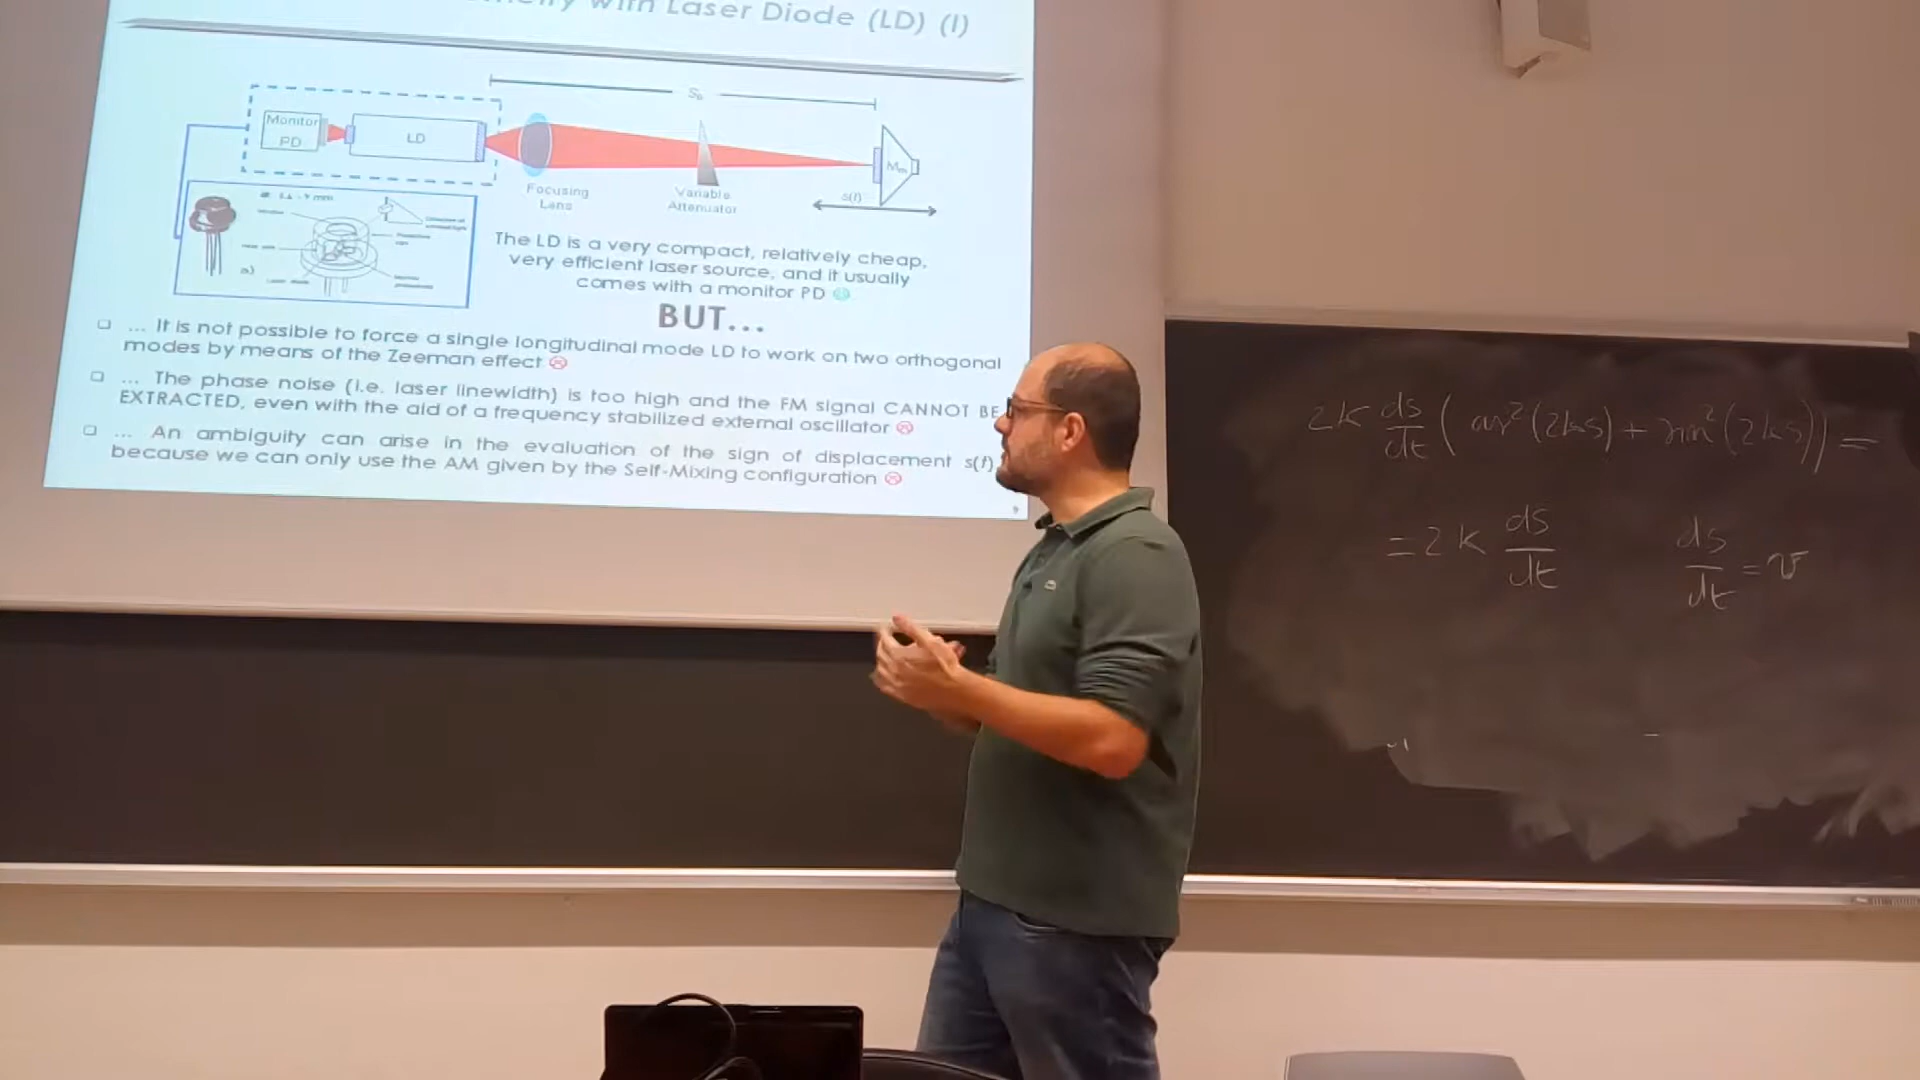 with Laser Diode (LD) (I)
S₀
Monitor
PD
LD
Mm
Focusing
Lens
Variable
Attenuator
s(t)
a)
The LD is a very compact, relatively cheap,
very efficient laser source, and it usually
comes with a monitor PD
BUT...
... It is not possible to force a single longitudinal mode LD to work on two orthogonal
modes by means of the Zeeman effect
... The phase noise (i.e. laser linewidth) is too high and the FM signal CANNOT BE
EXTRACTED, even with the aid of a frequency stabilized external oscillator
... An ambiguity can arise in the evaluation of the sign of displacement s(t)
because we can only use the AM given by the Self-Mixing configuration
9
2k ds/dt (cos²(2ks) + sin²(2ks)) =
= 2k ds/dt
ds/dt = v